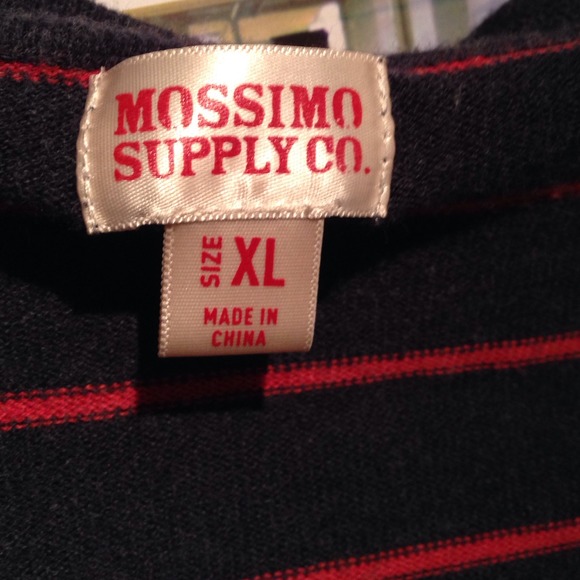 MOSSIMO
SUPPLY CO.
SIZE XL
MADE IN
CHINA